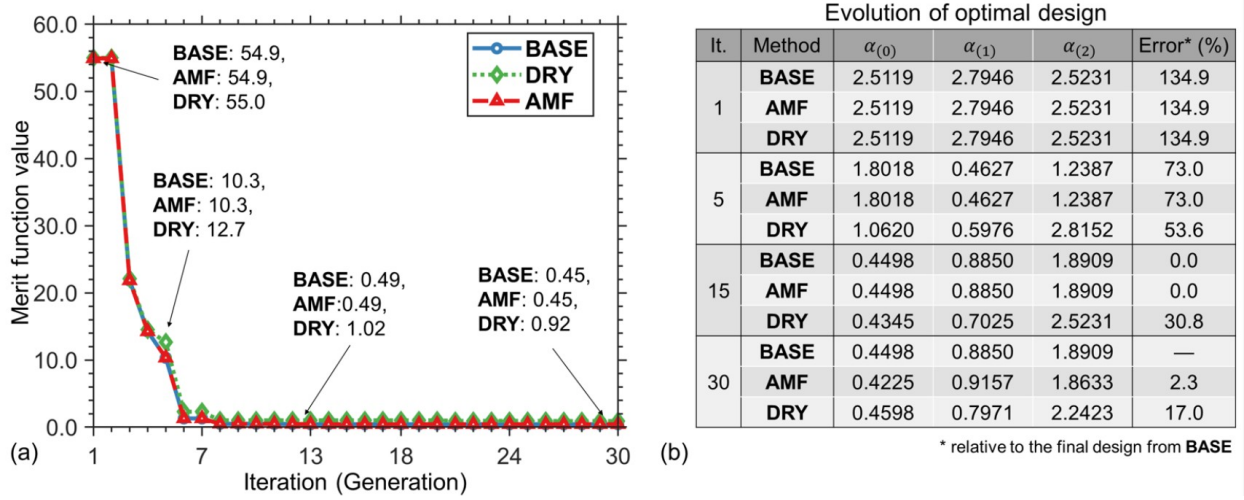 60.0
50.0
40.0
30.0
20.0
10.0
0.0
Merit function value
BASE: 54.9,
AMF: 54.9,
DRY: 55.0
BASE
DRY
AMF
BASE: 10.3,
AMF: 10.3,
DRY: 12.7
BASE: 0.49,
AMF:0.49,
DRY: 1.02
BASE: 0.45,
AMF: 0.45,
DRY: 0.92
1 7 13 18 24 30
Iteration (Generation)
(a)
Evolution of optimal design
It. Method α(0) α(1) α(2) Error* (%)
1
BASE 2.5119 2.7946 2.5231 134.9
AMF 2.5119 2.7946 2.5231 134.9
DRY 2.5119 2.7946 2.5231 134.9
5
BASE 1.8018 0.4627 1.2387 73.0
AMF 1.8018 0.4627 1.2387 73.0
DRY 1.0620 0.5976 2.8152 53.6
15
BASE 0.4498 0.8850 1.8909 0.0
AMF 0.4498 0.8850 1.8909 0.0
DRY 0.4345 0.7025 2.5231 30.8
30
BASE 0.4498 0.8850 1.8909 —
AMF 0.4225 0.9157 1.8633 2.3
DRY 0.4598 0.7971 2.2423 17.0
(b)
* relative to the final design from BASE